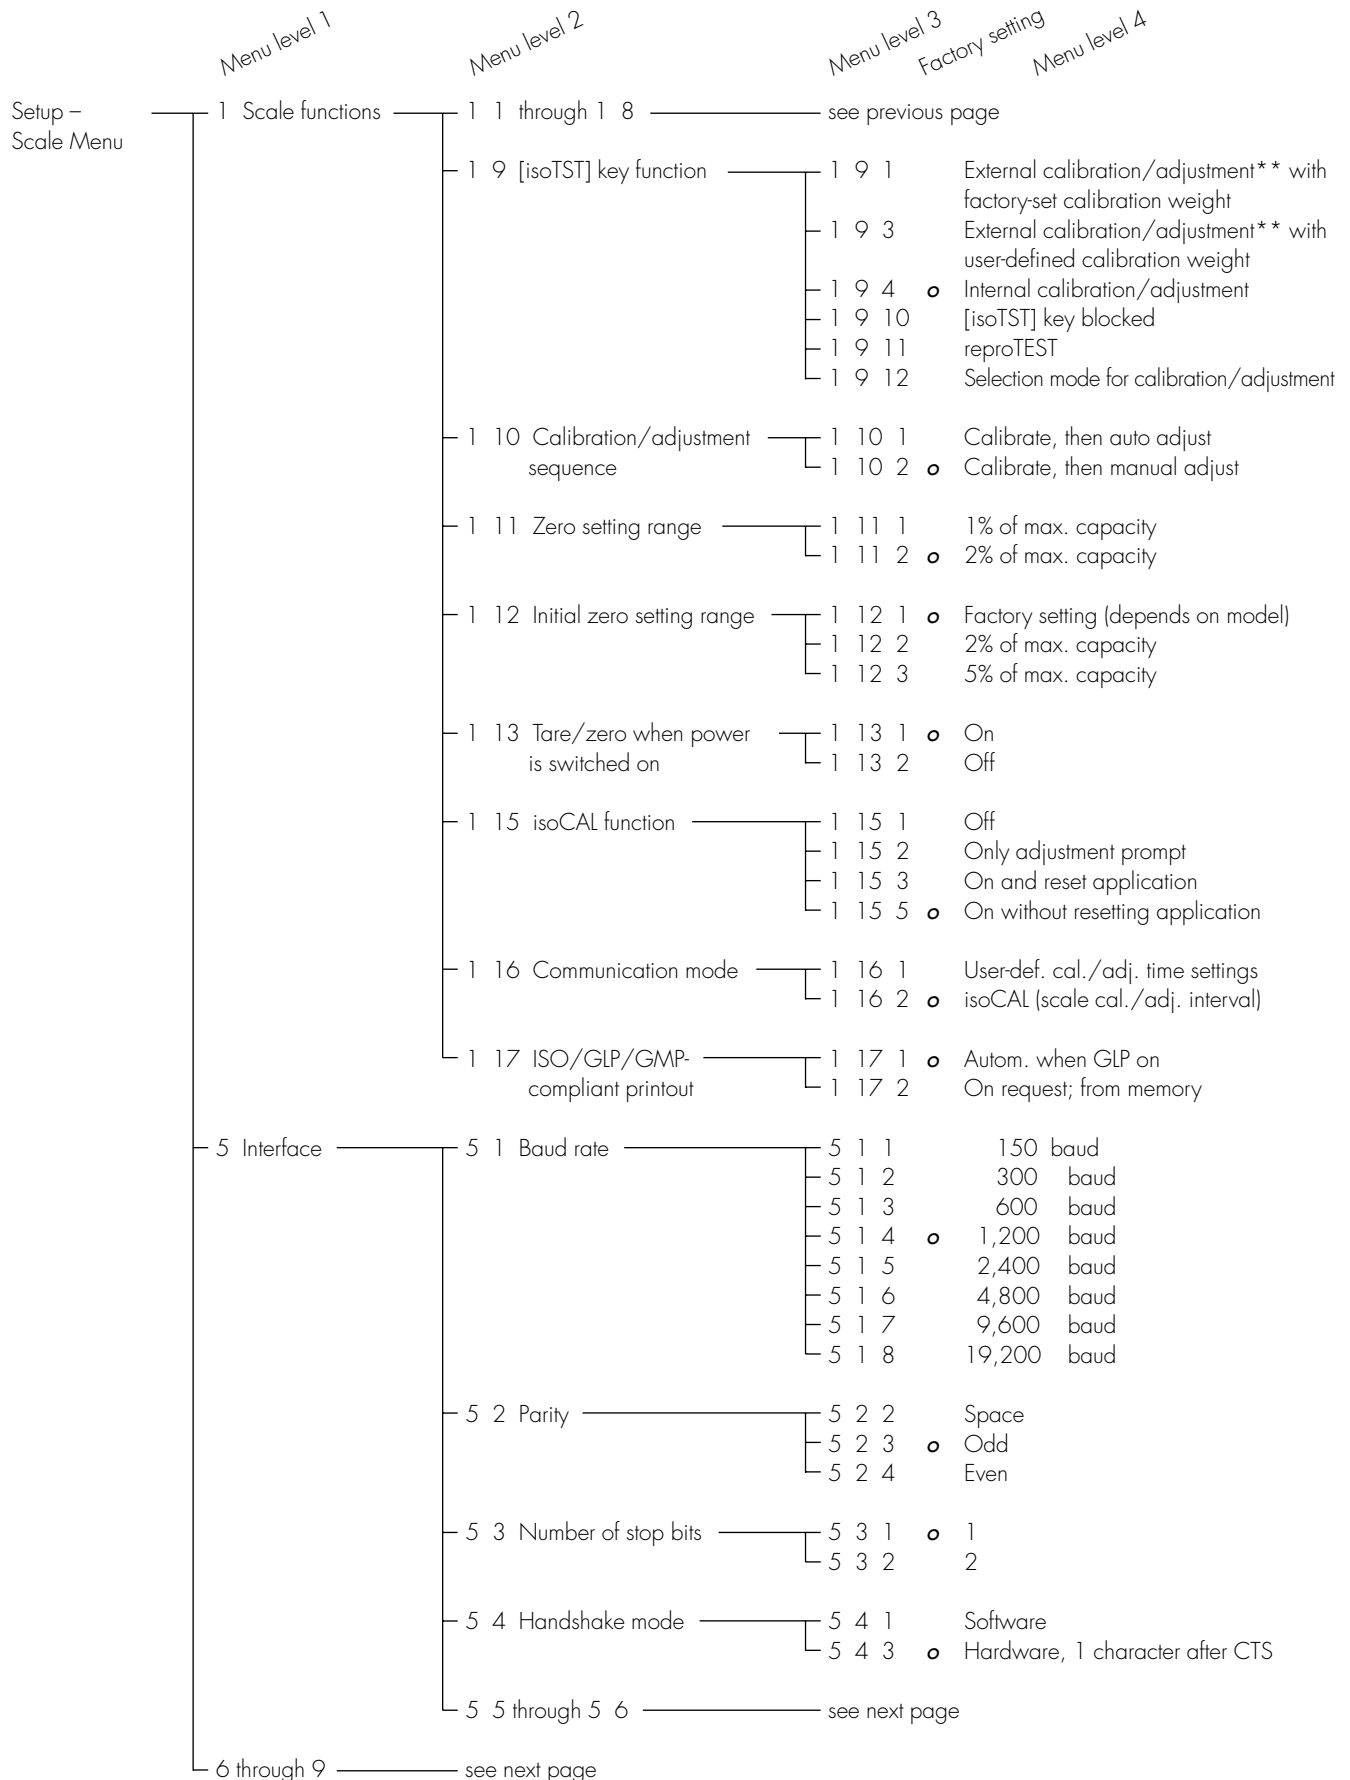 Menu level 1 Menu level 2 Menu level 3 Factory setting Menu level 4
Setup – 1 Scale functions 1 1 through 1 8 see previous page
Scale Menu
1 9 [isoTST] key function 1 9 1 External calibration/adjustment** with
factory-set calibration weight
1 9 3 External calibration/adjustment** with
user-defined calibration weight
1 9 4 o Internal calibration/adjustment
1 9 10 [isoTST] key blocked
1 9 11 reproTEST
1 9 12 Selection mode for calibration/adjustment
1 10 Calibration/adjustment 1 10 1 Calibrate, then auto adjust
sequence 1 10 2 o Calibrate, then manual adjust
1 11 Zero setting range 1 11 1 1% of max. capacity
1 11 2 o 2% of max. capacity
1 12 Initial zero setting range 1 12 1 o Factory setting (depends on model)
1 12 2 2% of max. capacity
1 12 3 5% of max. capacity
1 13 Tare/zero when power 1 13 1 o On
is switched on 1 13 2 Off
1 15 isoCAL function 1 15 1 Off
1 15 2 Only adjustment prompt
1 15 3 On and reset application
1 15 5 o On without resetting application
1 16 Communication mode 1 16 1 User-def. cal./adj. time settings
1 16 2 o isoCAL (scale cal./adj. interval)
1 17 ISO/GLP/GMP- 1 17 1 o Autom. when GLP on
compliant printout 1 17 2 On request; from memory
5 Interface 5 1 Baud rate 5 1 1 150 baud
5 1 2 300 baud
5 1 3 600 baud
5 1 4 o 1,200 baud
5 1 5 2,400 baud
5 1 6 4,800 baud
5 1 7 9,600 baud
5 1 8 19,200 baud
5 2 Parity 5 2 2 Space
5 2 3 o Odd
5 2 4 Even
5 3 Number of stop bits 5 3 1 o 1
5 3 2 2
5 4 Handshake mode 5 4 1 Software
5 4 3 o Hardware, 1 character after CTS
5 5 through 5 6 see next page
6 through 9 see next page